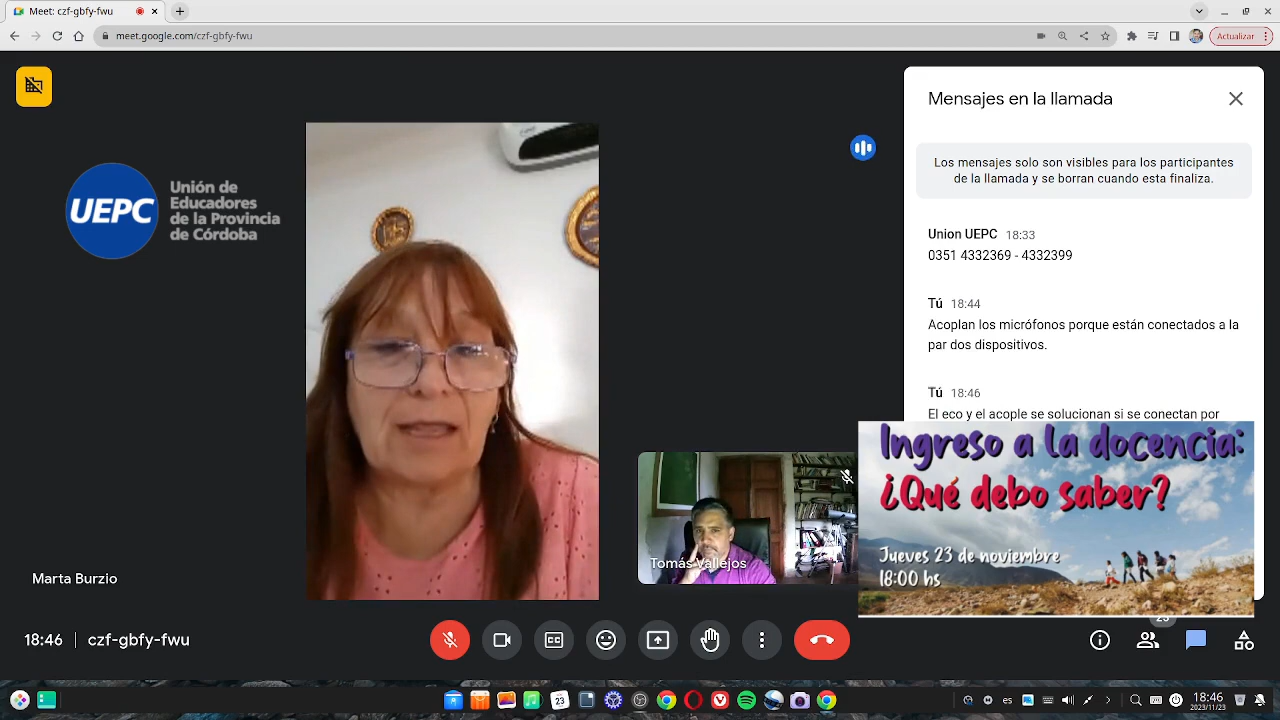 Meet: czf-gbfy-fwu
meet.google.com/czf-gbfy-fwu
Actualizar
UEPC
Unión de
Educadores
de la Provincia
de Córdoba
Mensajes en la llamada
Los mensajes solo son visibles para los participantes
de la llamada y se borran cuando esta finaliza.
Union UEPC 18:33
0351 4332369 - 4332399
Tú 18:44
Acoplan los micrófonos porque están conectados a la
par dos dispositivos.
Tú 18:46
El eco y el acople se solucionan si se conectan por
Ingreso a la docencia:
¿Qué debo saber?
Jueves 23 de noviembre
18:00 hs
Tomás Vallejos
Marta Burzio
18:46 | czf-gbfy-fwu
23
es
18:46
2023/11/23